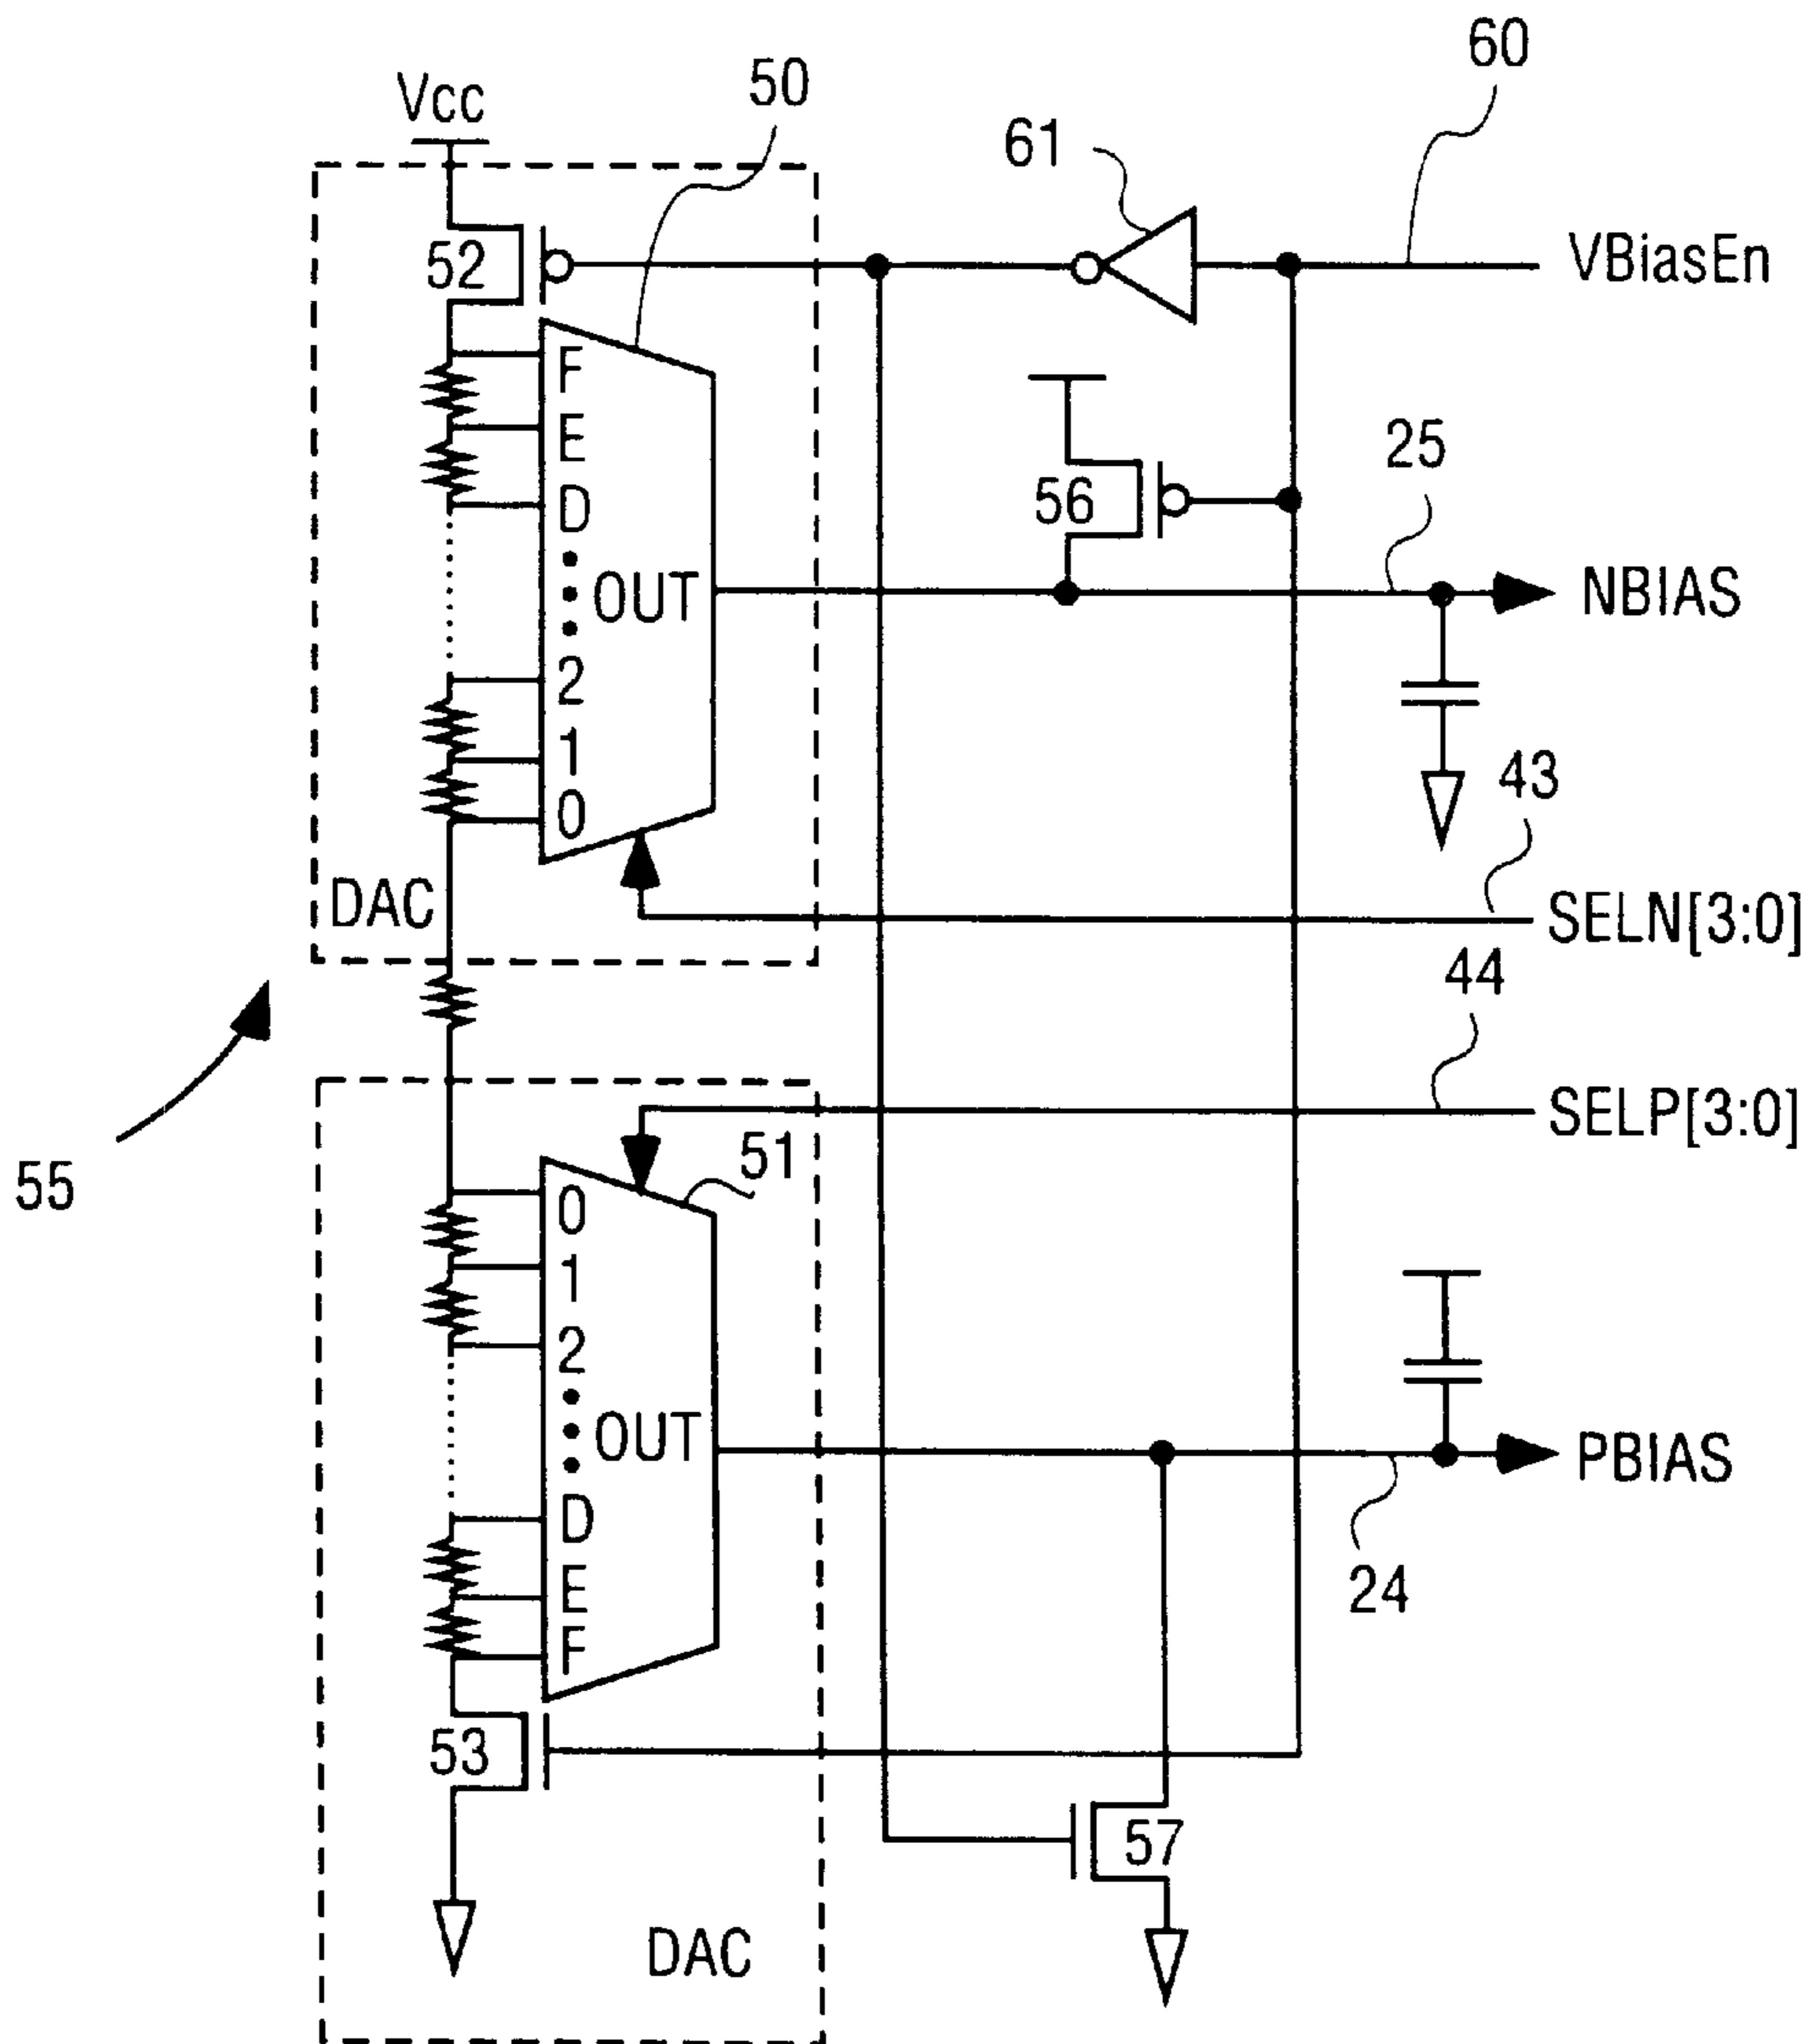 Vcc
50
60
61
VBiasEn
52
F
E
D
OUT
2
1
0
56
25
NBIAS
43
DAC
SELN[3:0]
44
SELP[3:0]
55
51
0
1
2
OUT
D
E
F
PBIAS
24
53
57
DAC